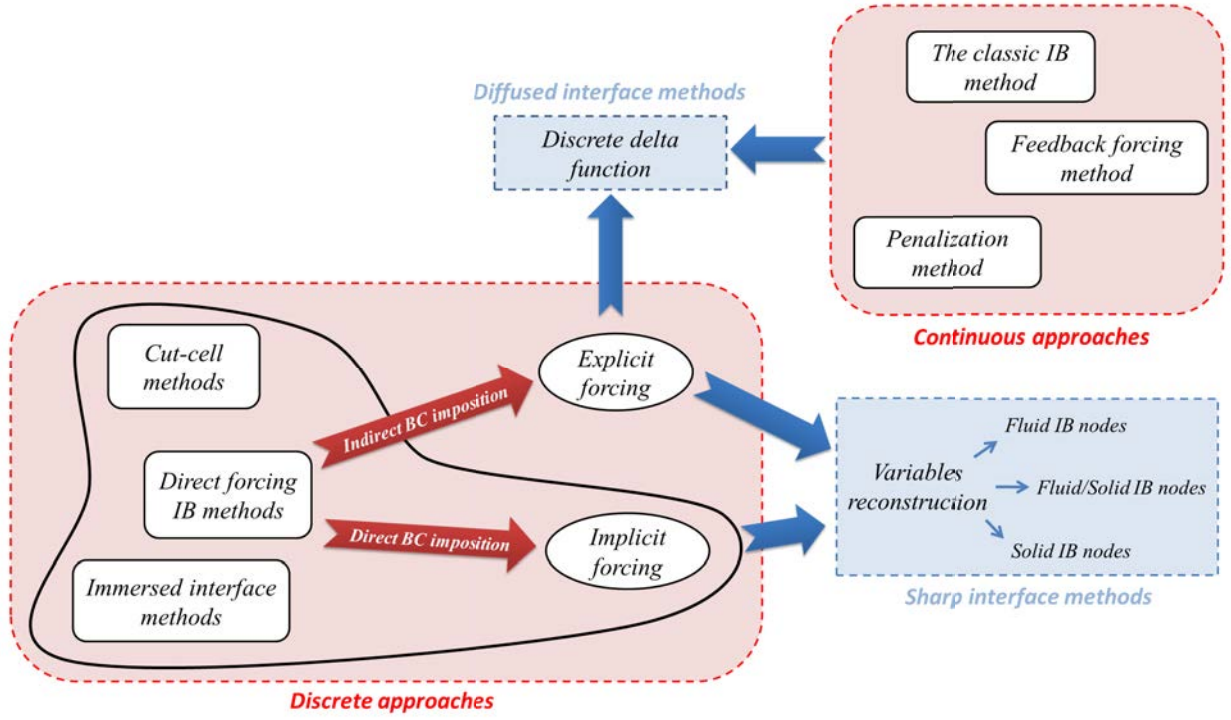 The classic IB
method
Feedback forcing
method
Penalization
method
Continuous approaches
Diffused interface methods
Discrete delta
function
Cut-cell
methods
Direct forcing
IB methods
Immersed interface
methods
Indirect BC imposition
Direct BC imposition
Explicit
forcing
Implicit
forcing
Discrete approaches
Variables
reconstruction
Fluid IB nodes
Fluid/Solid IB nodes
Solid IB nodes
Sharp interface methods